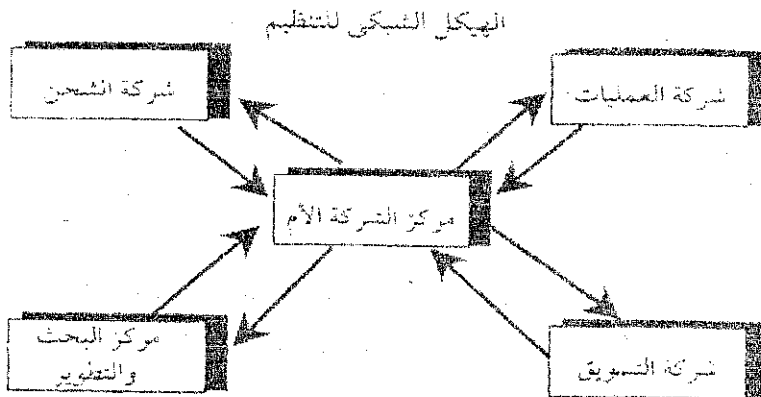 الهيكل الشبكي للتنظيم
شركة العمليات
شركة الشحن
مركز الشركة الأم
شركة التسويق
مركز البحث
والتطوير